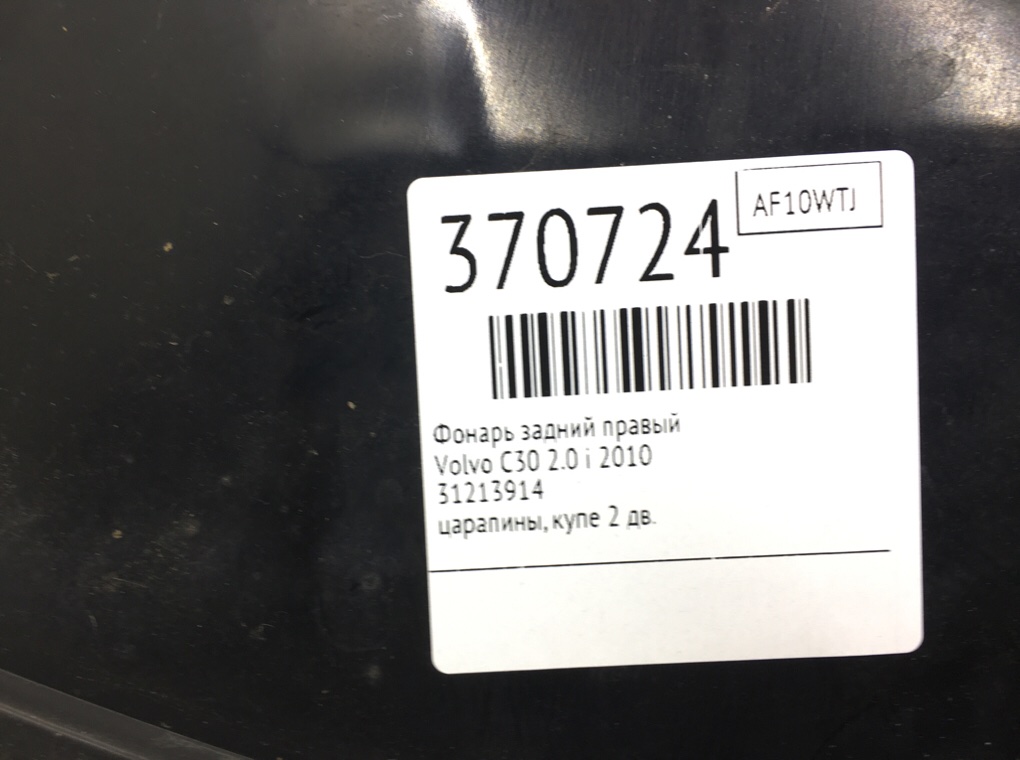 370724
AF10WTJ
Фонарь задний правый
Volvo C30 2.0 i 2010
31213914
царапины, купе 2 дв.